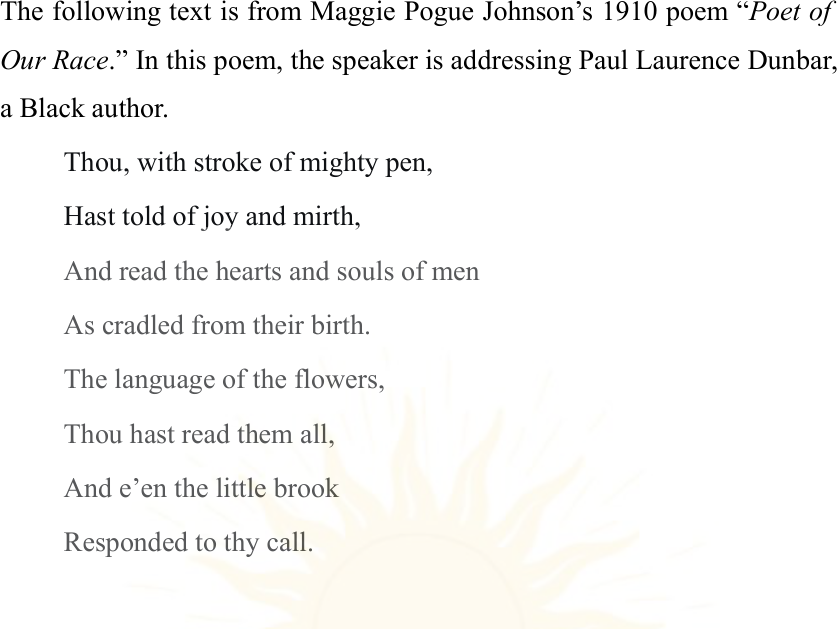 The following text is from Maggie Pogue Johnson’s 1910 poem “Poet of
Our Race.” In this poem, the speaker is addressing Paul Laurence Dunbar,
a Black author.
Thou, with stroke of mighty pen,
Hast told of joy and mirth,
And read the hearts and souls of men
As cradled from their birth.
The language of the flowers,
Thou hast read them all,
And e’en the little brook
Responded to thy call.